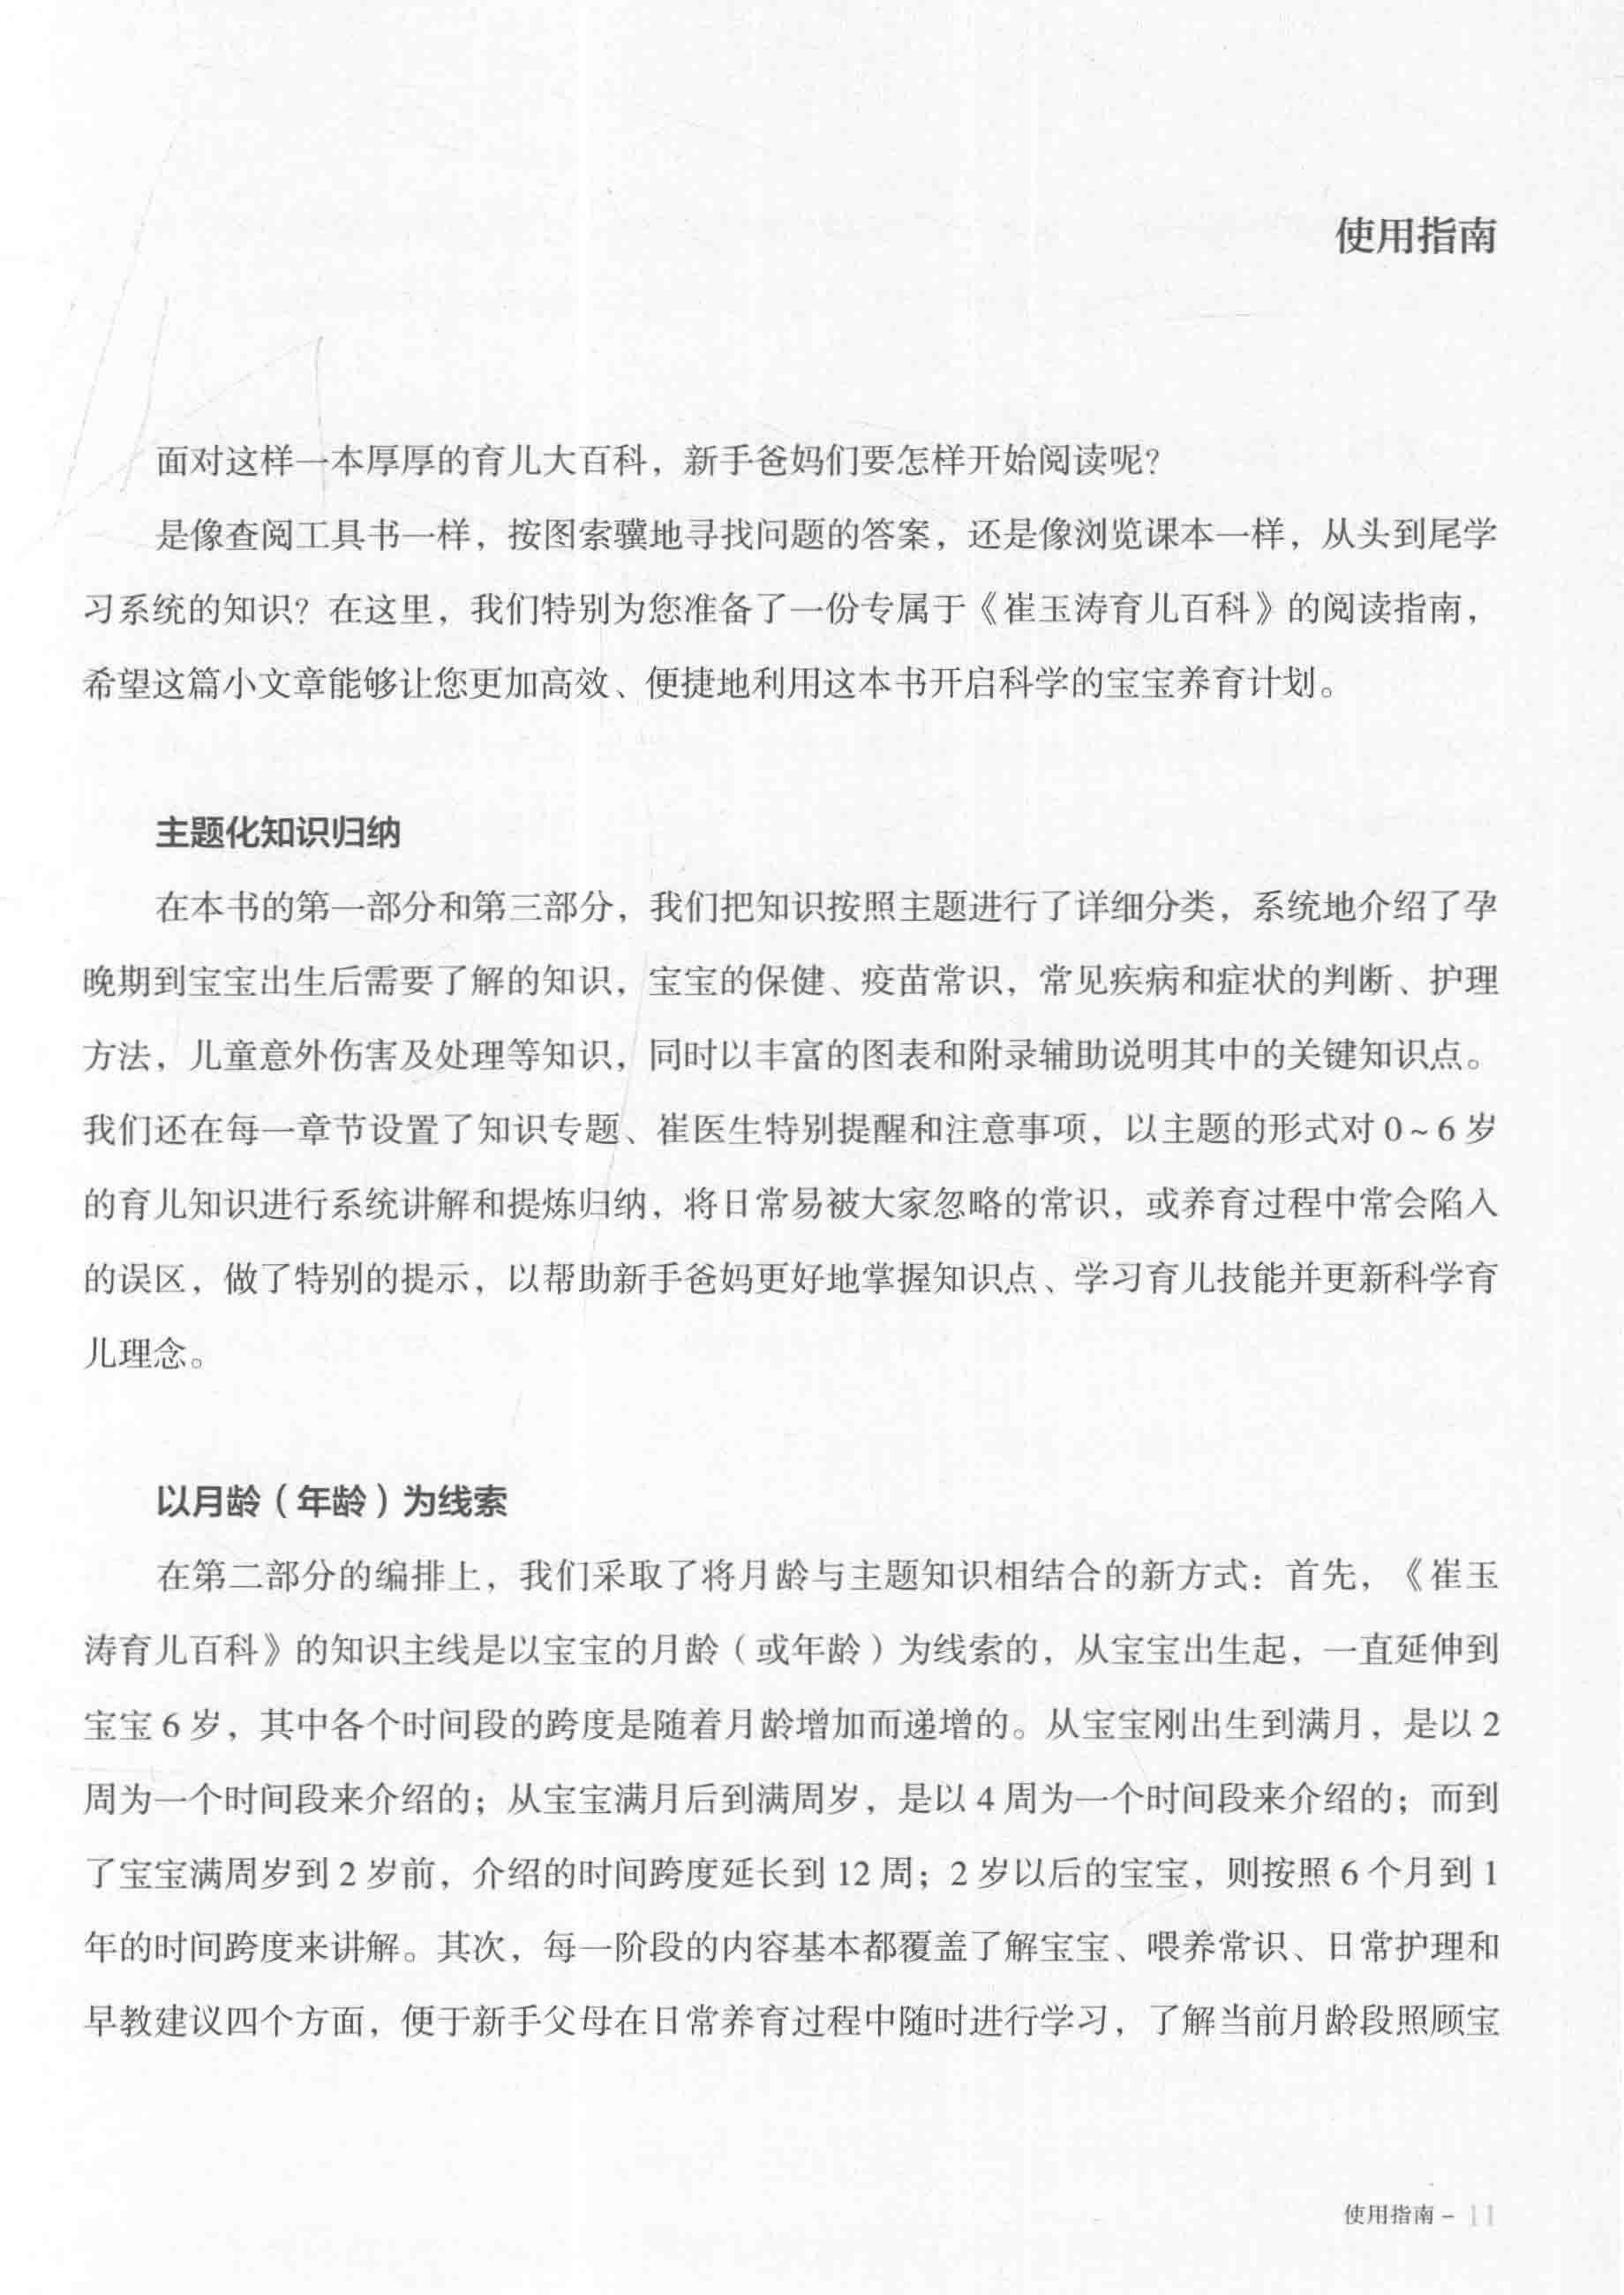 使用指南
面对这样一本厚厚的育儿大百科，新手爸妈们要怎样开始阅读呢？
是像查阅工具书一样，按图索骥地寻找问题的答案，还是像浏览课本一样，从头到尾学
习系统的知识？在这里，我们特别为您准备了一份专属于《崔玉涛育儿百科》的阅读指南，
希望这篇小文章能够让您更加高效、便捷地利用这本书开启科学的宝宝养育计划。
主题化知识归纳
在本书的第一部分和第三部分，我们把知识按照主题进行了详细分类，系统地介绍了孕
晚期到宝宝出生后需要了解的知识，宝宝的保健、疫苗常识，常见疾病和症状的判断、护理
方法，儿童意外伤害及处理等知识，同时以丰富的图表和附录辅助说明其中的关键知识点。
我们还在每一章节设置了知识专题、崔医生特别提醒和注意事项，以主题的形式对 0~6 岁
的育儿知识进行系统讲解和提炼归纳，将日常易被大家忽略的常识，或养育过程中常会陷入
的误区，做了特别的提示，以帮助新手爸妈更好地掌握知识点、学习育儿技能并更新科学育
儿理念。
以月龄（年龄）为线索
在第二部分的编排上，我们采取了将月龄与主题知识相结合的新方式：首先，《崔玉
涛育儿百科》的知识主线是以宝宝的月龄（或年龄）为线索的，从宝宝出生起，一直延伸到
宝宝 6 岁，其中各个时间段的跨度是随着月龄增加而递增的。从宝宝刚出生到满月，是以 2
周为一个时间段来介绍的；从宝宝满月后到满周岁，是以 4 周为一个时间段来介绍的；而到
了宝宝满周岁到 2 岁前，介绍的时间跨度延长到 12 周；2 岁以后的宝宝，则按照 6 个月到 1
年的时间跨度来讲解。其次，每一阶段的内容基本都覆盖了解宝宝、喂养常识、日常护理和
早教建议四个方面，便于新手父母在日常养育过程中随时进行学习，了解当前月龄段照顾宝
使用指南 – 11